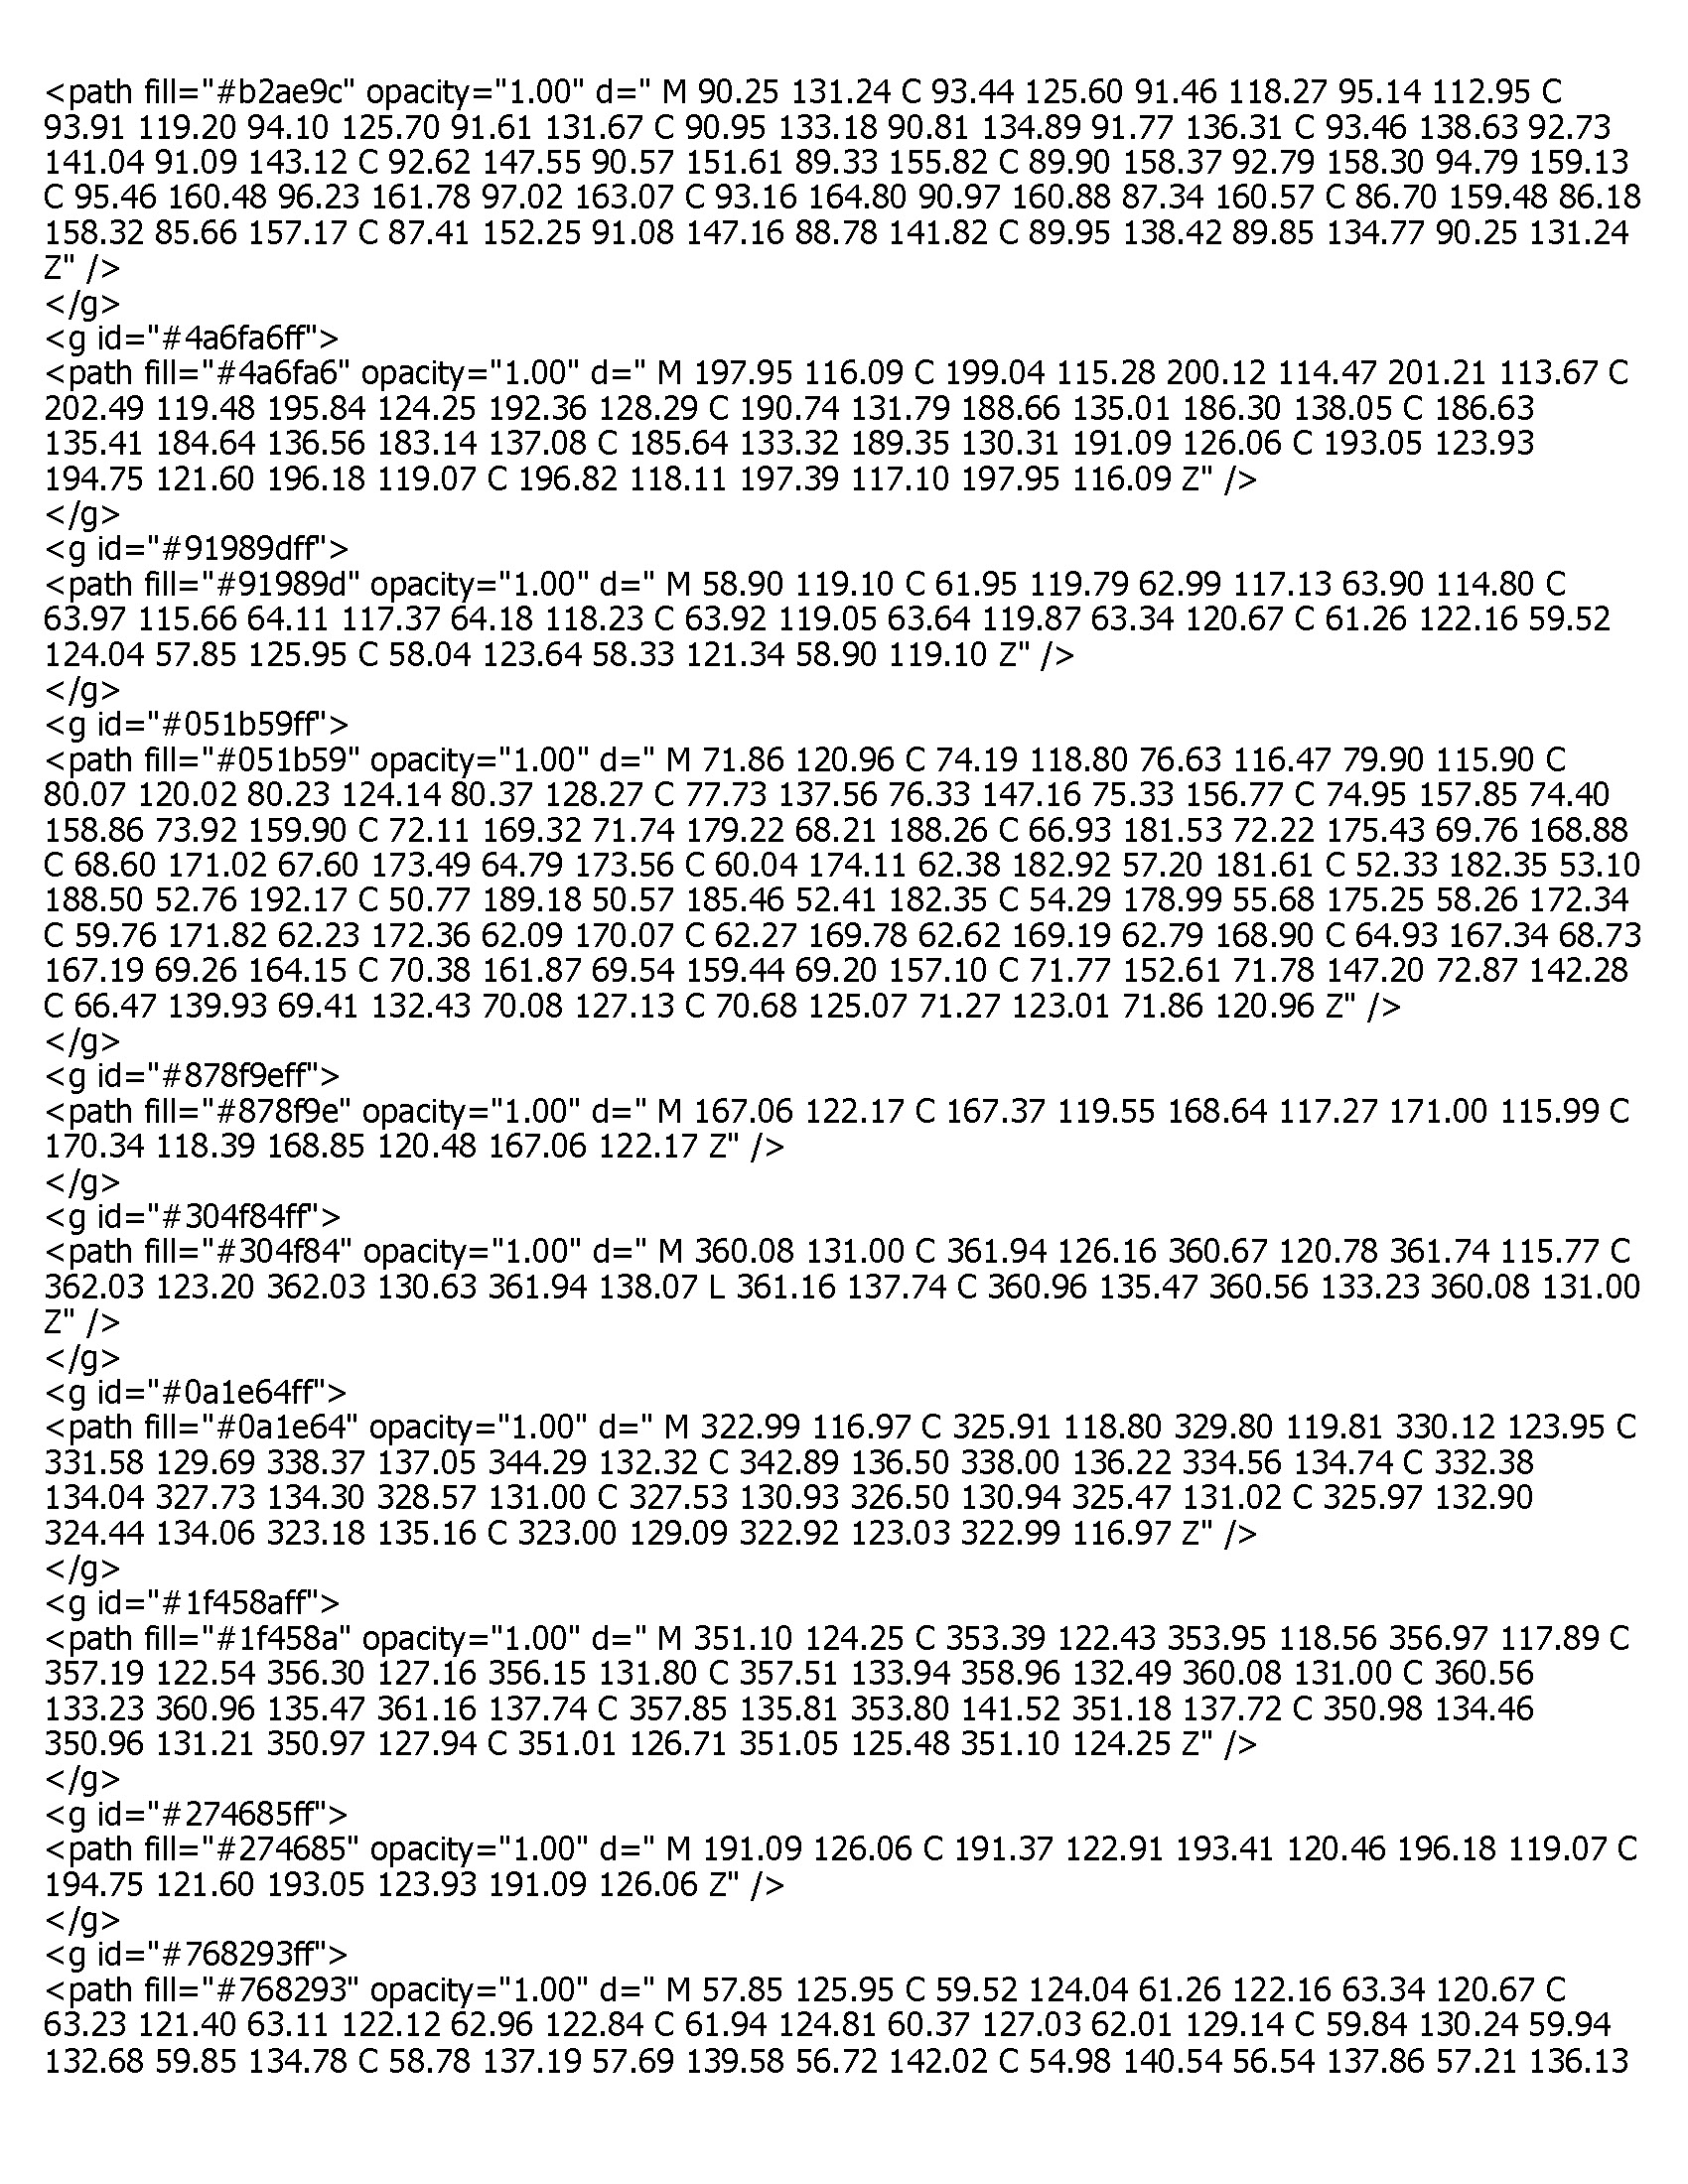 <path fill="#b2ae9c" opacity="1.00" d=" M 90.25 131.24 C 93.44 125.60 91.46 118.27 95.14 112.95 C
93.91 119.20 94.10 125.70 91.61 131.67 C 90.95 133.18 90.81 134.89 91.77 136.31 C 93.46 138.63 92.73
141.04 91.09 143.12 C 92.62 147.55 90.57 151.61 89.33 155.82 C 89.90 158.37 92.79 158.30 94.79 159.13
C 95.46 160.48 96.23 161.78 97.02 163.07 C 93.16 164.80 90.97 160.88 87.34 160.57 C 86.70 159.48 86.18
158.32 85.66 157.17 C 87.41 152.25 91.08 147.16 88.78 141.82 C 89.95 138.42 89.85 134.77 90.25 131.24
Z" />
</g>
<g id="#4a6fa6ff">
<path fill="#4a6fa6" opacity="1.00" d=" M 197.95 116.09 C 199.04 115.28 200.12 114.47 201.21 113.67 C
202.49 119.48 195.84 124.25 192.36 128.29 C 190.74 131.79 188.66 135.01 186.30 138.05 C 186.63
135.41 184.64 136.56 183.14 137.08 C 185.64 133.32 189.35 130.31 191.09 126.06 C 193.05 123.93
194.75 121.60 196.18 119.07 C 196.82 118.11 197.39 117.10 197.95 116.09 Z" />
</g>
<g id="#91989dff">
<path fill="#91989d" opacity="1.00" d=" M 58.90 119.10 C 61.95 119.79 62.99 117.13 63.90 114.80 C
63.97 115.66 64.11 117.37 64.18 118.23 C 63.92 119.05 63.64 119.87 63.34 120.67 C 61.26 122.16 59.52
124.04 57.85 125.95 C 58.04 123.64 58.33 121.34 58.90 119.10 Z" />
</g>
<g id="#051b59ff">
<path fill="#051b59" opacity="1.00" d=" M 71.86 120.96 C 74.19 118.80 76.63 116.47 79.90 115.90 C
80.07 120.02 80.23 124.14 80.37 128.27 C 77.73 137.56 76.33 147.16 75.33 156.77 C 74.95 157.85 74.40
158.86 73.92 159.90 C 72.11 169.32 71.74 179.22 68.21 188.26 C 66.93 181.53 72.22 175.43 69.76 168.88
C 68.60 171.02 67.60 173.49 64.79 173.56 C 60.04 174.11 62.38 182.92 57.20 181.61 C 52.33 182.35 53.10
188.50 52.76 192.17 C 50.77 189.18 50.57 185.46 52.41 182.35 C 54.29 178.99 55.68 175.25 58.26 172.34
C 59.76 171.82 62.23 172.36 62.09 170.07 C 62.27 169.78 62.62 169.19 62.79 168.90 C 64.93 167.34 68.73
167.19 69.26 164.15 C 70.38 161.87 69.54 159.44 69.20 157.10 C 71.77 152.61 71.78 147.20 72.87 142.28
C 66.47 139.93 69.41 132.43 70.08 127.13 C 70.68 125.07 71.27 123.01 71.86 120.96 Z" />
</g>
<g id="#878f9eff">
<path fill="#878f9e" opacity="1.00" d=" M 167.06 122.17 C 167.37 119.55 168.64 117.27 171.00 115.99 C
170.34 118.39 168.85 120.48 167.06 122.17 Z" />
</g>
<g id="#304f84ff">
<path fill="#304f84" opacity="1.00" d=" M 360.08 131.00 C 361.94 126.16 360.67 120.78 361.74 115.77 C
362.03 123.20 362.03 130.63 361.94 138.07 L 361.16 137.74 C 360.96 135.47 360.56 133.23 360.08 131.00
Z" />
</g>
<g id="#0a1e64ff">
<path fill="#0a1e64" opacity="1.00" d=" M 322.99 116.97 C 325.91 118.80 329.80 119.81 330.12 123.95 C
331.58 129.69 338.37 137.05 344.29 132.32 C 342.89 136.50 338.00 136.22 334.56 134.74 C 332.38
134.04 327.73 134.30 328.57 131.00 C 327.53 130.93 326.50 130.94 325.47 131.02 C 325.97 132.90
324.44 134.06 323.18 135.16 C 323.00 129.09 322.92 123.03 322.99 116.97 Z" />
</g>
<g id="#1f458aff">
<path fill="#1f458a" opacity="1.00" d=" M 351.10 124.25 C 353.39 122.43 353.95 118.56 356.97 117.89 C
357.19 122.54 356.30 127.16 356.15 131.80 C 357.51 133.94 358.96 132.49 360.08 131.00 C 360.56
133.23 360.96 135.47 361.16 137.74 C 357.85 135.81 353.80 141.52 351.18 137.72 C 350.98 134.46
350.96 131.21 350.97 127.94 C 351.01 126.71 351.05 125.48 351.10 124.25 Z" />
</g>
<g id="#274685ff">
<path fill="#274685" opacity="1.00" d=" M 191.09 126.06 C 191.37 122.91 193.41 120.46 196.18 119.07 C
194.75 121.60 193.05 123.93 191.09 126.06 Z" />
</g>
<g id="#768293ff">
<path fill="#768293" opacity="1.00" d=" M 57.85 125.95 C 59.52 124.04 61.26 122.16 63.34 120.67 C
63.23 121.40 63.11 122.12 62.96 122.84 C 61.94 124.81 60.37 127.03 62.01 129.14 C 59.84 130.24 59.94
132.68 59.85 134.78 C 58.78 137.19 57.69 139.58 56.72 142.02 C 54.98 140.54 56.54 137.86 57.21 136.13